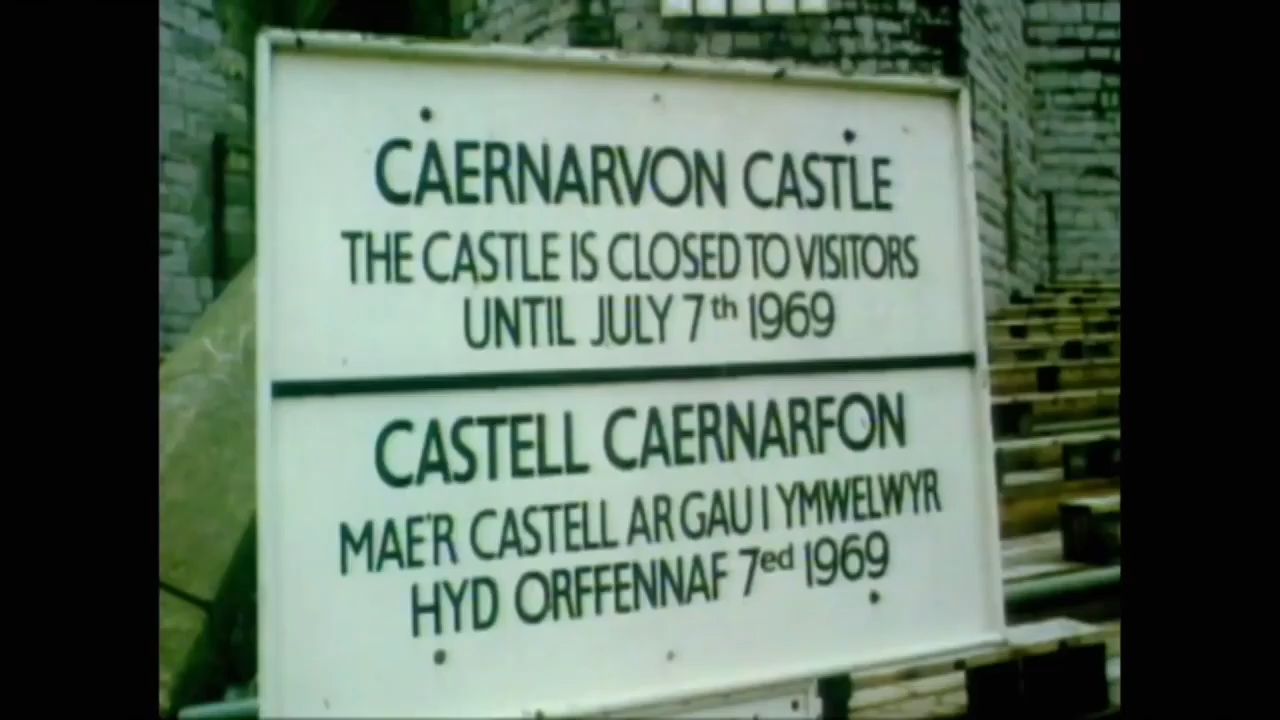 CAERNARVON CASTLE
THE CASTLE IS CLOSED TO VISITORS
UNTIL JULY 7th 1969
CASTELL CAERNARFON
MAE'R CASTELL AR GAU I YMWELWYR
HYD ORFFENNAF 7ed 1969